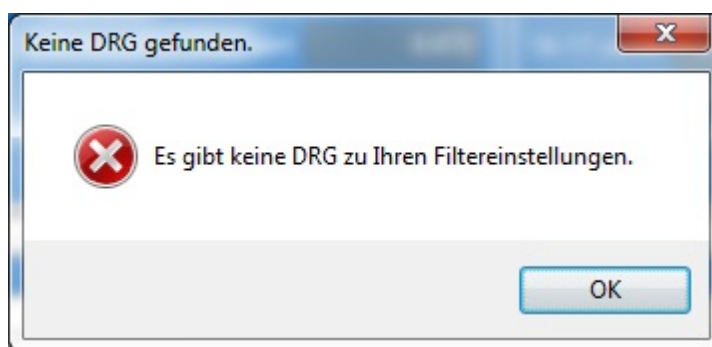 Keine DRG gefunden.
Es gibt keine DRG zu Ihren Filtereinstellungen.
OK